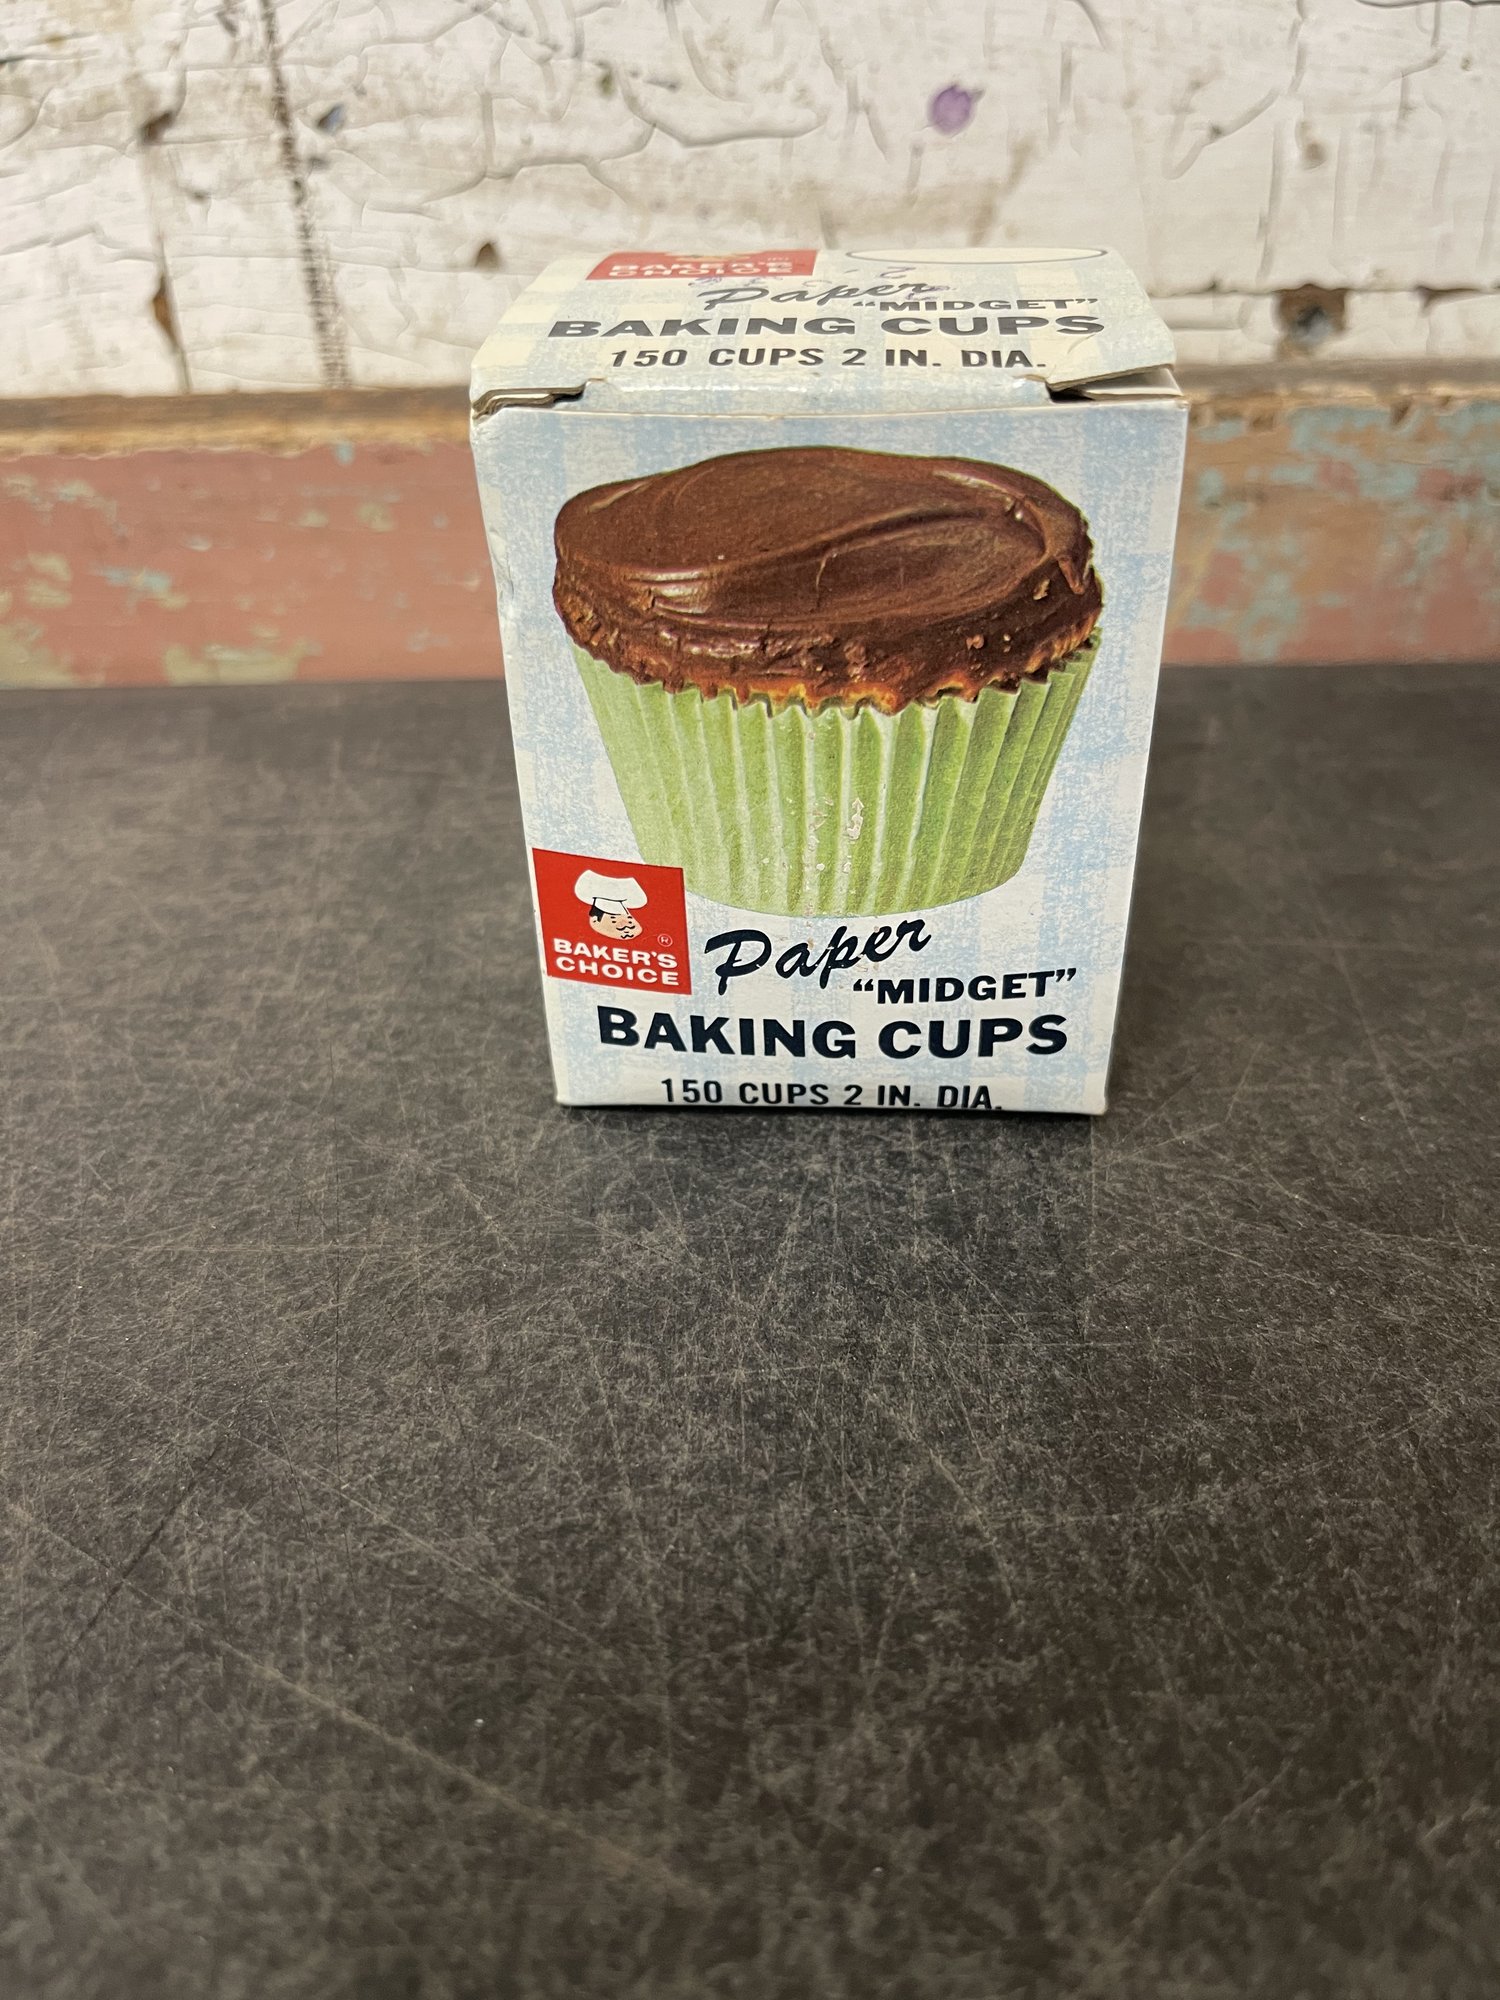 BAKER'S
CHOICE
Paper
"MIDGET"
BAKING CUPS
150 CUPS 2 IN. DIA.
BAKER'S
CHOICE
®
Paper
"MIDGET"
BAKING CUPS
150 CUPS 2 IN. DIA.